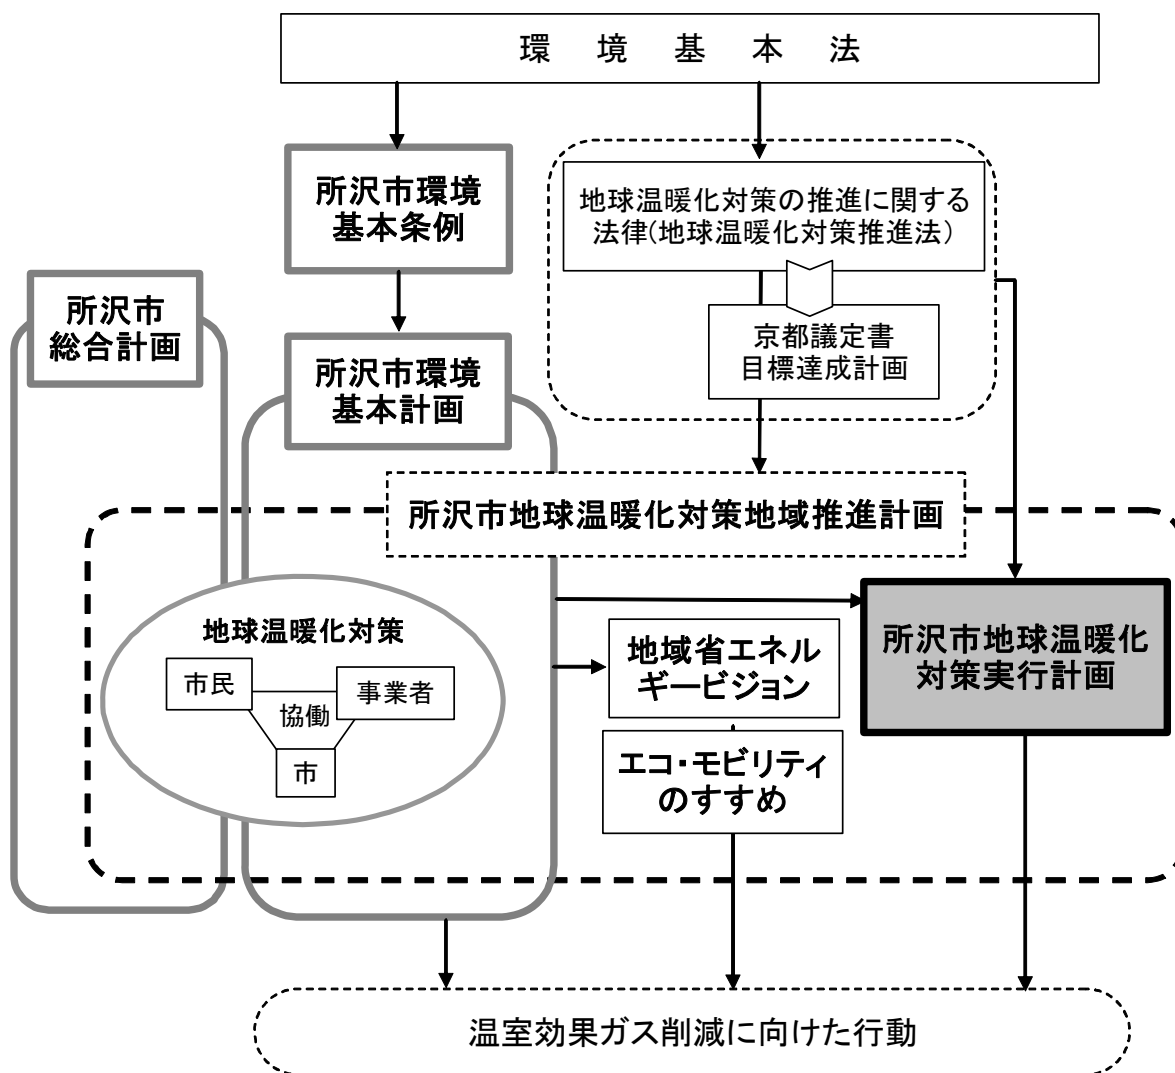 環境基本法
所沢市環境
基本条例
地球温暖化対策の推進に関する
法律(地球温暖化対策推進法)
所沢市
総合計画
京都議定書
目標達成計画
所沢市環境
基本計画
所沢市地球温暖化対策地域推進計画
地球温暖化対策
市民
事業者
協働
市
地域省エネル
ギービジョン
所沢市地球温暖化
対策実行計画
エコ・モビリティ
のすすめ
温室効果ガス削減に向けた行動